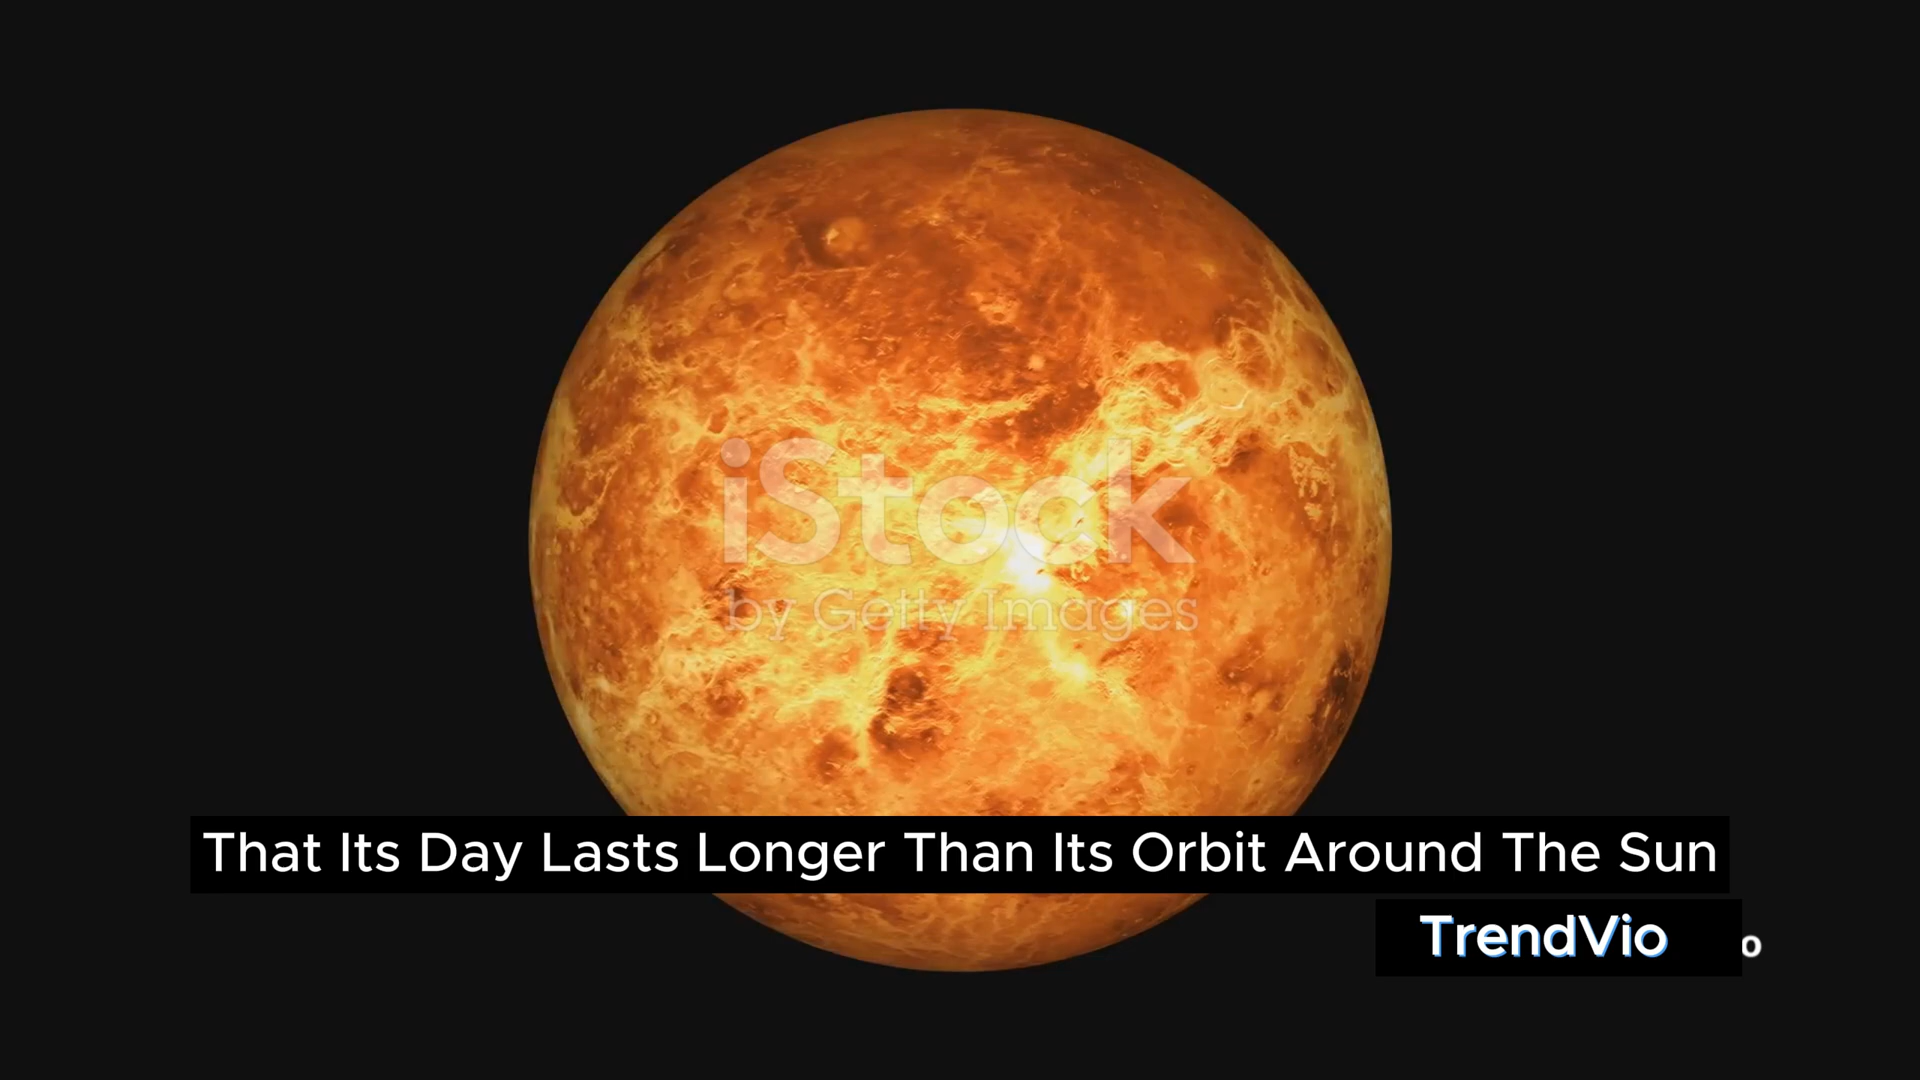 iStock
by Getty Images
That Its Day Lasts Longer Than Its Orbit Around The Sun
TrendVio
o